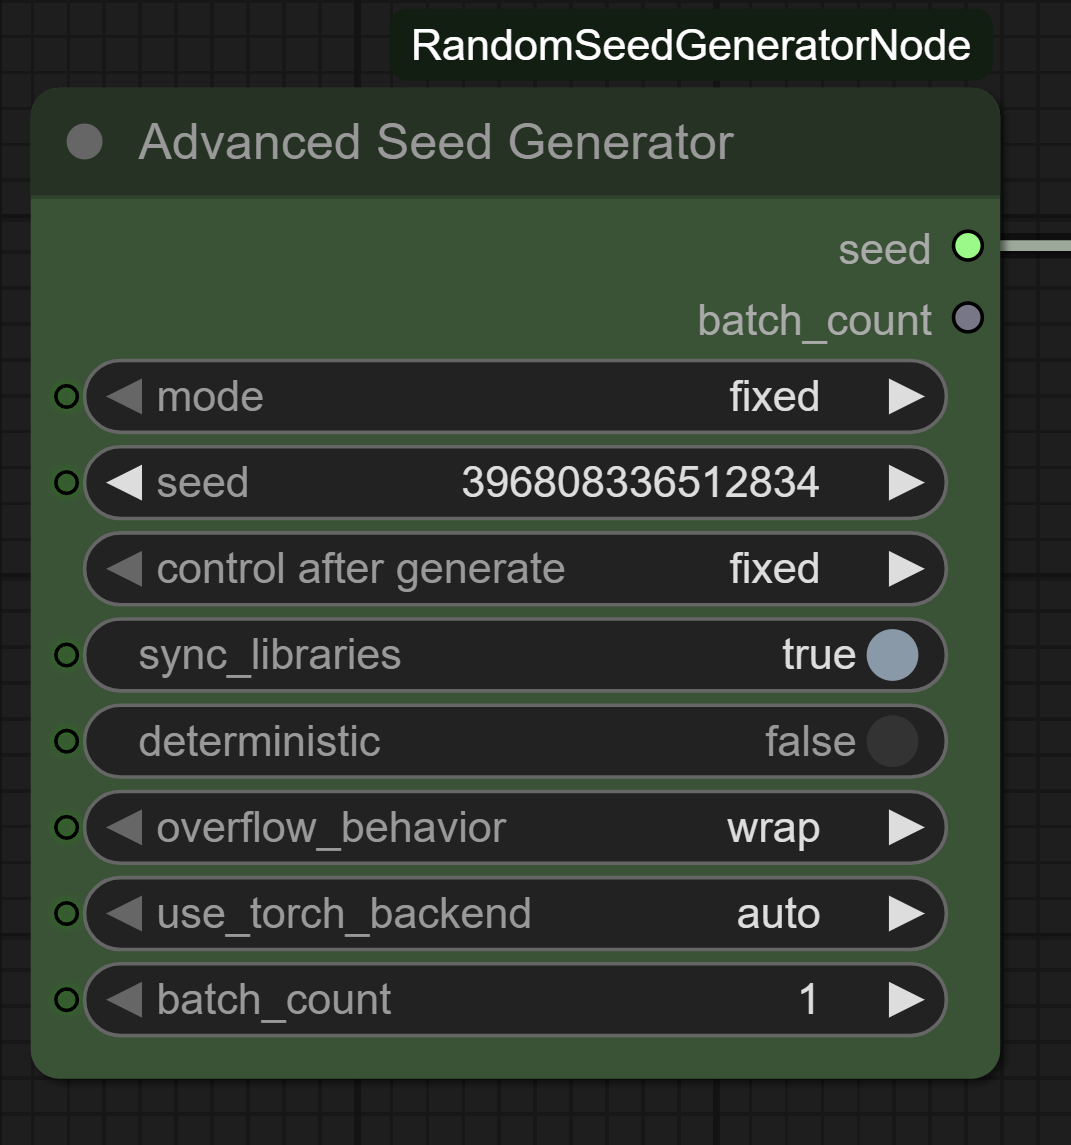 RandomSeedGeneratorNode
Advanced Seed Generator
seed
batch_count
mode fixed
seed 396808336512834
control after generate fixed
sync_libraries true
deterministic false
overflow_behavior wrap
use_torch_backend auto
batch_count 1